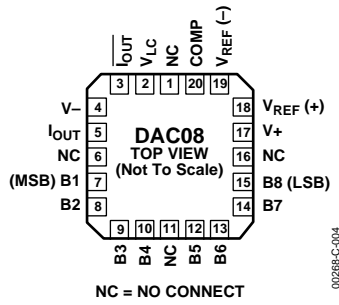 I̅O̅U̅T̅
VLC
NC
COMP
VREF (–)
3 2 1 20 19
V– 4
IOUT 5
NC 6
(MSB) B1 7
B2 8
DAC08
TOP VIEW
(Not To Scale)
18 VREF (+)
17 V+
16 NC
15 B8 (LSB)
14 B7
9 10 11 12 13
B3
B4
NC
B5
B6
NC = NO CONNECT
00268-C-004